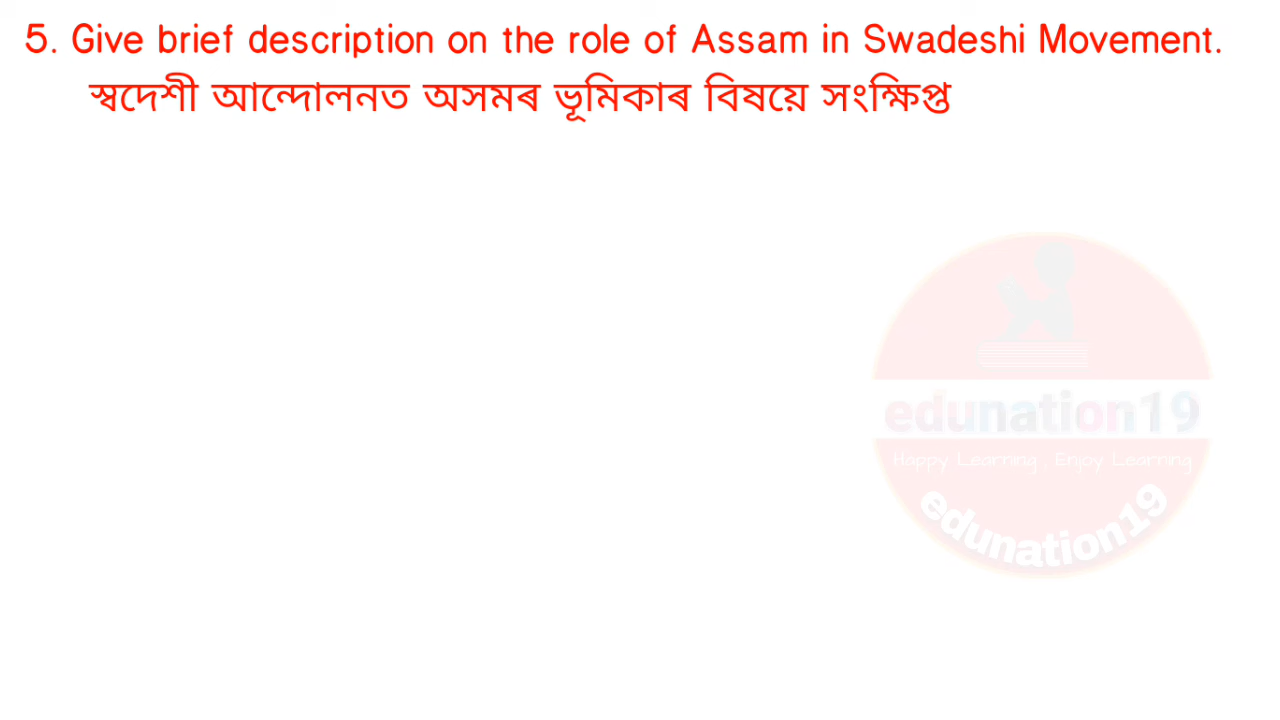 5. Give brief description on the role of Assam in Swadeshi Movement.
স্বদেশী আন্দোলনত অসমৰ ভূমিকাৰ বিষয়ে সংক্ষিপ্ত
edunation19
Happy Learning , Enjoy Learning
edunation19